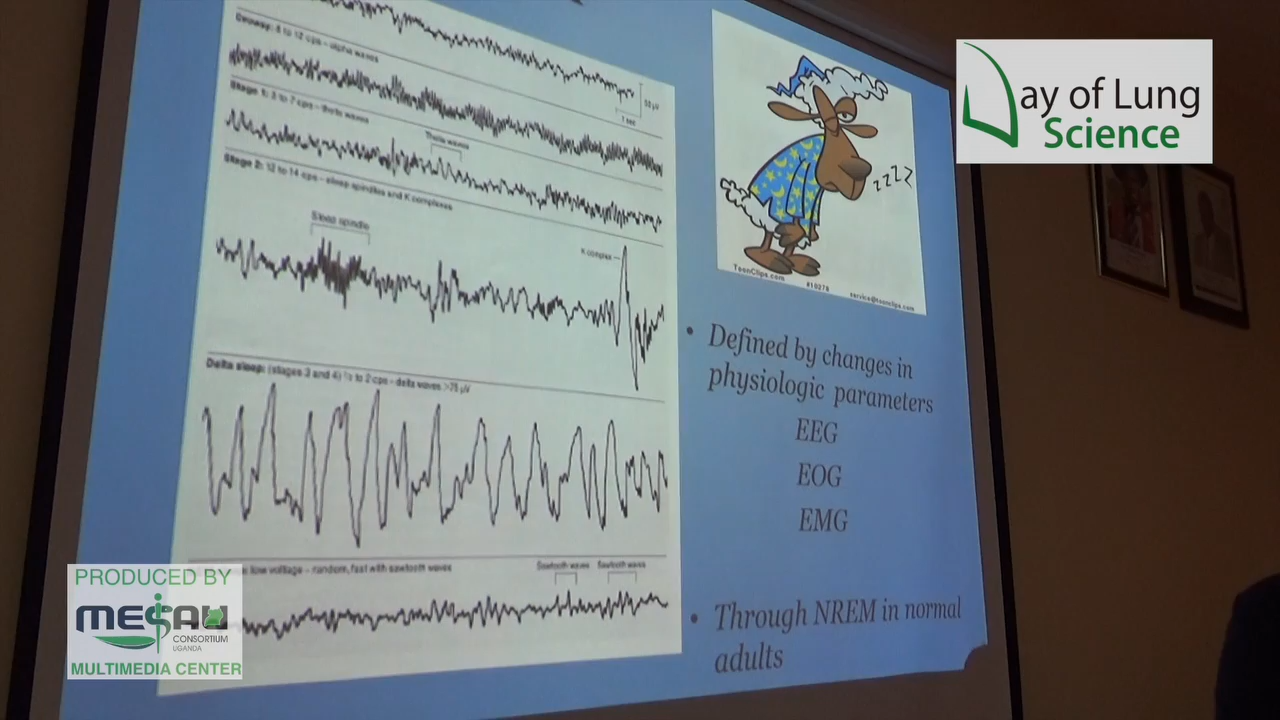 Drowsy: 8 to 12 cps – alpha waves
50 µV
1 sec
Stage 1: 3 to 7 cps – theta waves
Theta waves
Stage 2: 12 to 14 cps – sleep spindles and K complexes
Sleep spindle
K complex
Delta sleep: (stages 3 and 4) ½ to 2 cps – delta waves >75 µV
low voltage – random, fast with sawtooth waves
Sawtooth waves
Sawtooth waves
zzzz
ToonClips.com
#10278
service@toonclips.com
• Defined by changes in
physiologic parameters
EEG
EOG
EMG
• Through NREM in normal
adults
Day of Lung
Science
PRODUCED BY
MESAU
CONSORTIUM
UGANDA
MULTIMEDIA CENTER